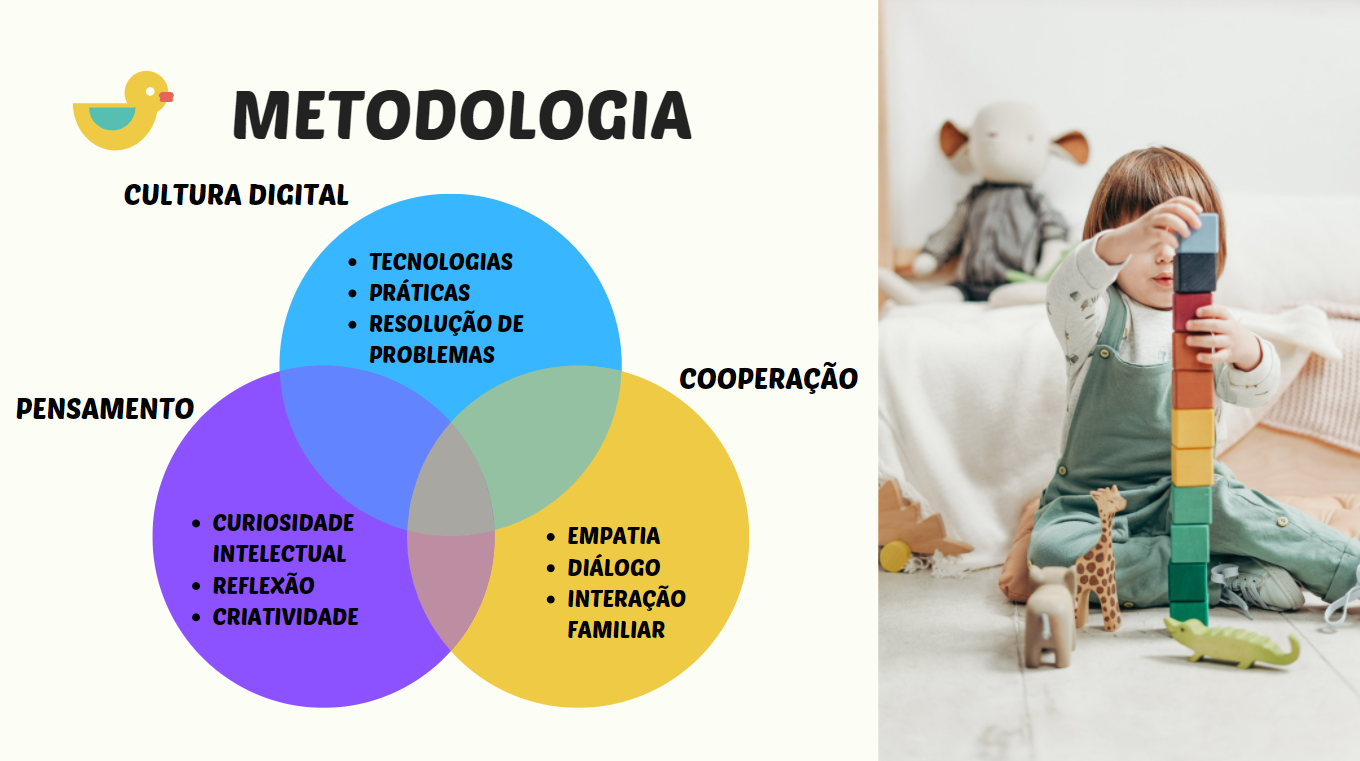 METODOLOGIA
CULTURA DIGITAL
• TECNOLOGIAS
• PRÁTICAS
• RESOLUÇÃO DE
PROBLEMAS
COOPERAÇÃO
PENSAMENTO
• CURIOSIDADE
INTELECTUAL
• REFLEXÃO
• CRIATIVIDADE
• EMPATIA
• DIÁLOGO
• INTERAÇÃO
FAMILIAR